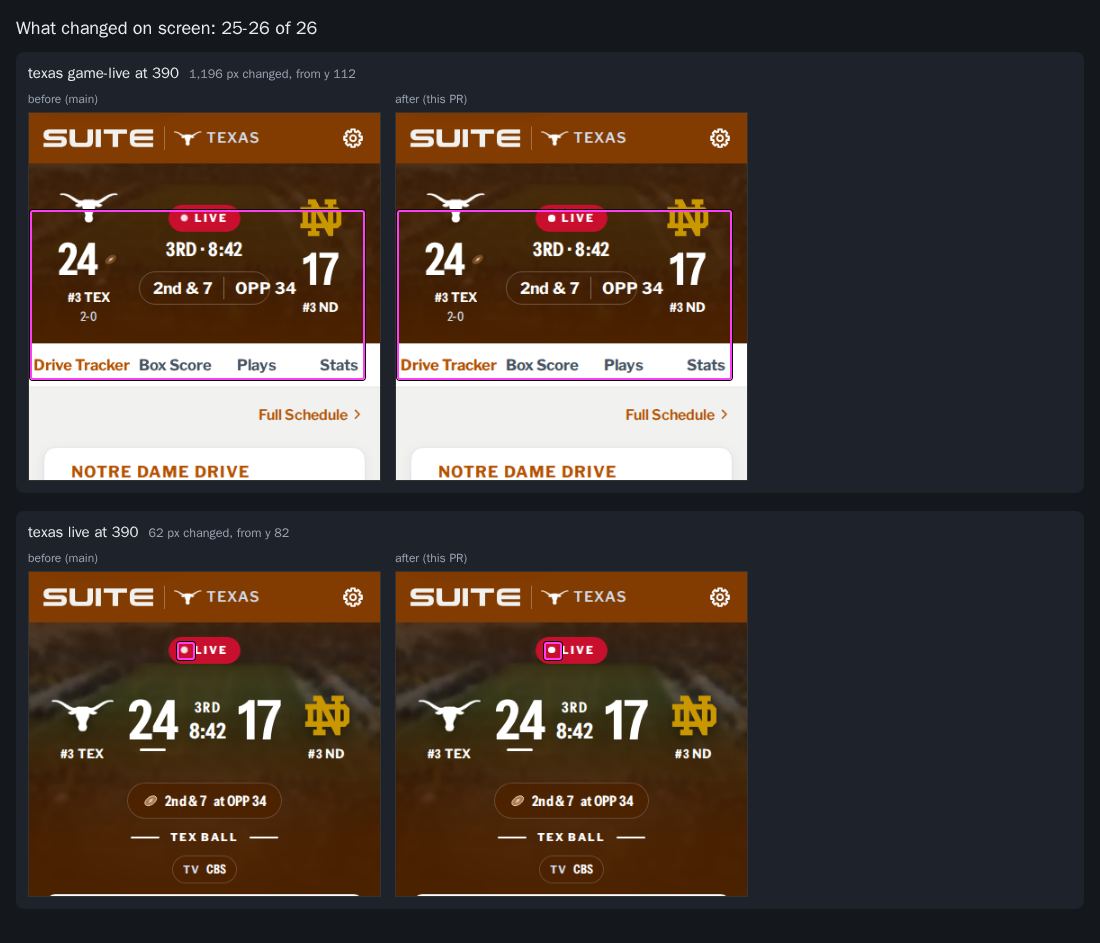 What changed on screen: 25-26 of 26
texas game-live at 390 1,196 px changed, from y 112
before (main)
after (this PR)
SUITE TEXAS
LIVE
24
3RD · 8:42
17
2nd & 7 OPP 34
#3 TEX
#3 ND
2-0
Drive Tracker Box Score Plays Stats
Full Schedule >
NOTRE DAME DRIVE
SUITE TEXAS
LIVE
24
3RD · 8:42
17
2nd & 7 OPP 34
#3 TEX
#3 ND
2-0
Drive Tracker Box Score Plays Stats
Full Schedule >
NOTRE DAME DRIVE
texas live at 390 62 px changed, from y 82
before (main)
after (this PR)
SUITE TEXAS
LIVE
24 3RD 8:42 17
#3 TEX #3 ND
2nd & 7 at OPP 34
TEX BALL
TV CBS
SUITE TEXAS
LIVE
24 3RD 8:42 17
#3 TEX #3 ND
2nd & 7 at OPP 34
TEX BALL
TV CBS